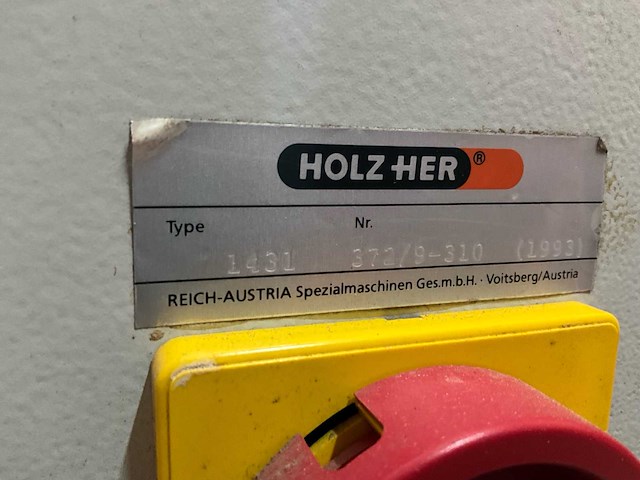 HOLZ-HER®
Type Nr.
1431 372/9-310 (1993)
REICH-AUSTRIA Spezialmaschinen Ges.m.b.H. · Voitsberg/Austria